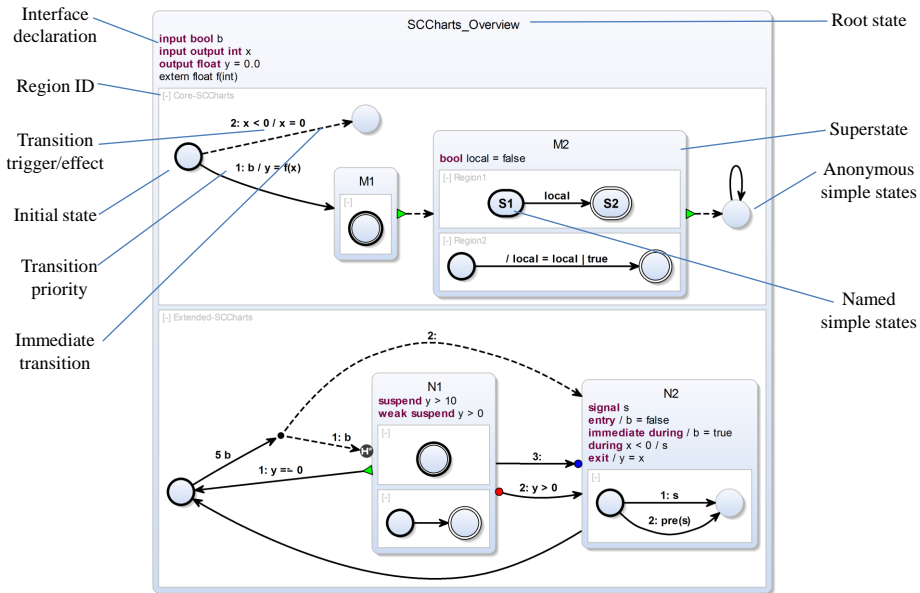 Interface
declaration
Region ID
Transition
trigger/effect
Initial state
Transition
priority
Immediate
transition
SCCharts_Overview
input bool b
input output int x
output float y = 0.0
extern float f(int)
[-] Core-SCCharts
2: x < 0 / x = 0
1: b / y = f(x)
M1
[-]
M2
bool local = false
[-] Region1
S1
local
S2
[-] Region2
/ local = local | true
[-] Extended-SCCharts
2:
5 b
1: b
H*
1: y == 0
N1
suspend y > 10
weak suspend y > 0
[-]
[-]
3:
2: y > 0
N2
signal s
entry / b = false
immediate during / b = true
during x < 0 / s
exit / y = x
[-]
1: s
2: pre(s)
Root state
Superstate
Anonymous
simple states
Named
simple states